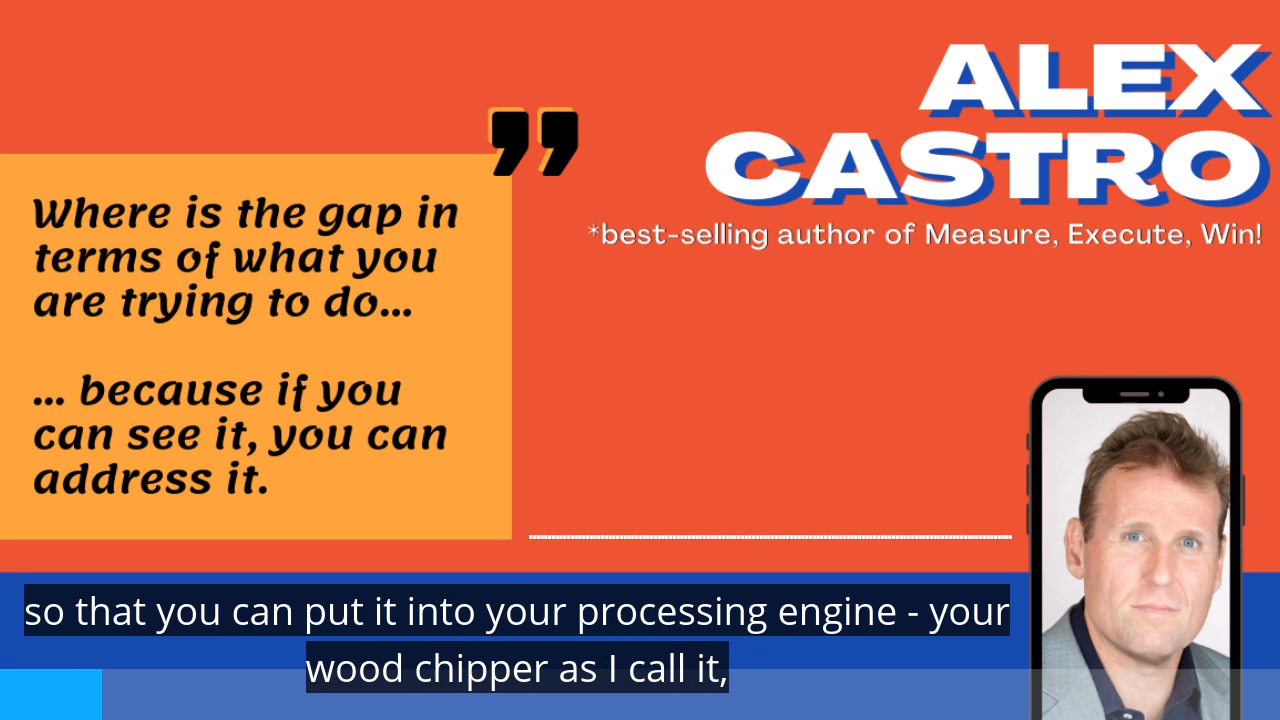 ALEX
CASTRO
*best-selling author of Measure, Execute, Win!
”
Where is the gap in
terms of what you
are trying to do...
... because if you
can see it, you can
address it.
so that you can put it into your processing engine - your
wood chipper as I call it,